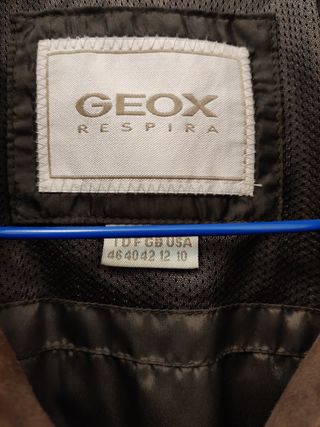 GEOX
RESPIRA
I D F GB USA
46 40 42 12 10